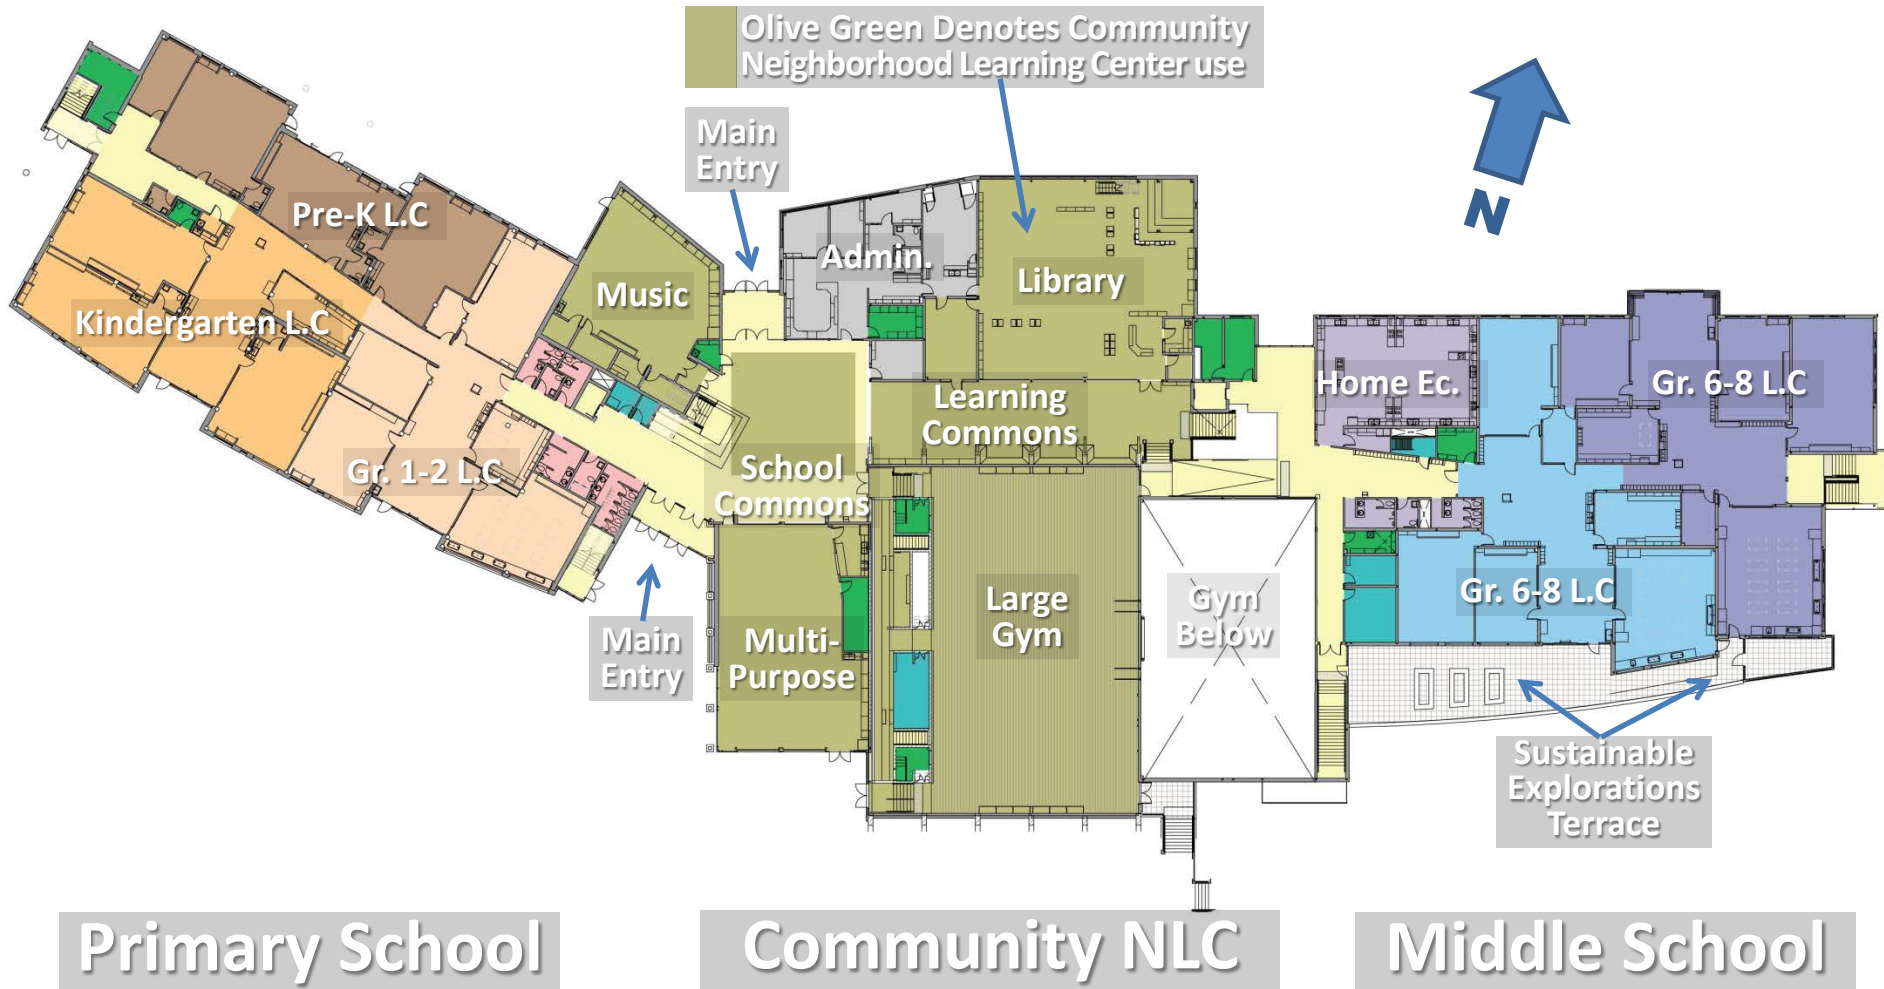 Olive Green Denotes Community
Neighborhood Learning Center use
Main
Entry
N
Pre-K L.C
Music
Admin.
Library
Kindergarten L.C
Home Ec.
Gr. 6-8 L.C
Learning
Commons
Gr. 1-2 L.C
School
Commons
Large
Gym
Gym
Below
Gr. 6-8 L.C
Main
Entry
Multi-
Purpose
Sustainable
Explorations
Terrace
Primary School
Community NLC
Middle School